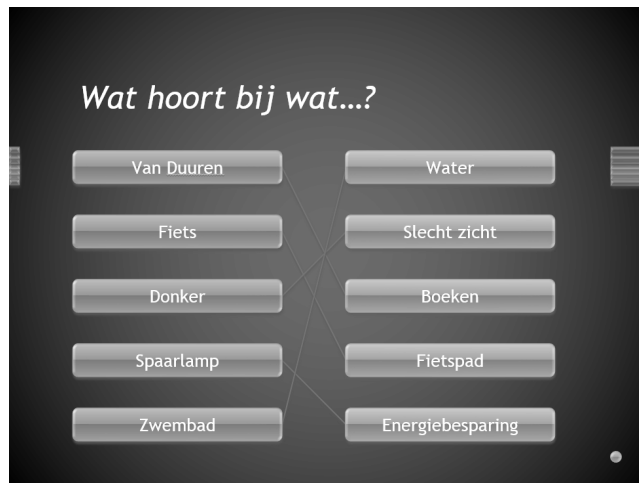 Wat hoort bij wat...?
Van Duuren
Water
Fiets
Slecht zicht
Donker
Boeken
Spaarlamp
Fietspad
Zwembad
Energiebesparing